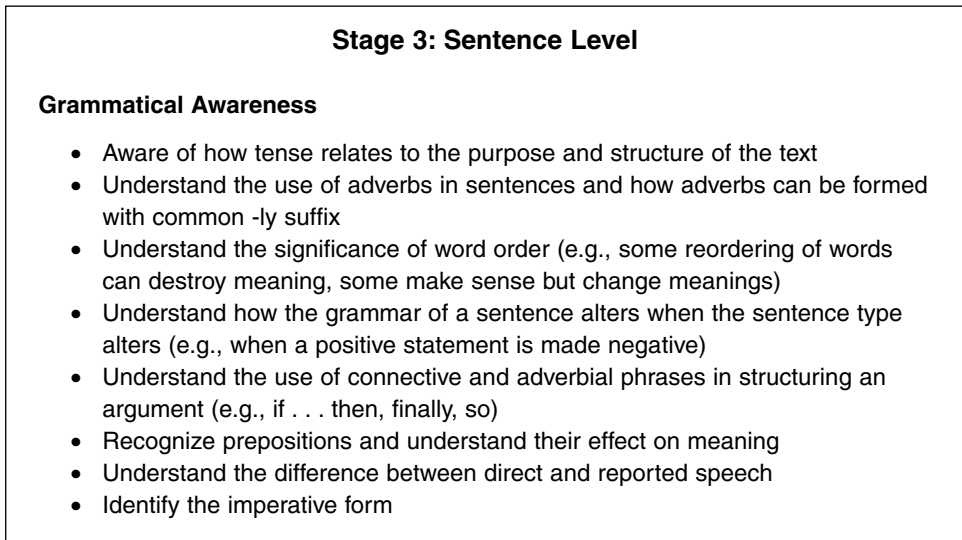 Stage 3: Sentence Level
Grammatical Awareness
• Aware of how tense relates to the purpose and structure of the text
• Understand the use of adverbs in sentences and how adverbs can be formed
with common -ly suffix
• Understand the significance of word order (e.g., some reordering of words
can destroy meaning, some make sense but change meanings)
• Understand how the grammar of a sentence alters when the sentence type
alters (e.g., when a positive statement is made negative)
• Understand the use of connective and adverbial phrases in structuring an
argument (e.g., if . . . then, finally, so)
• Recognize prepositions and understand their effect on meaning
• Understand the difference between direct and reported speech
• Identify the imperative form